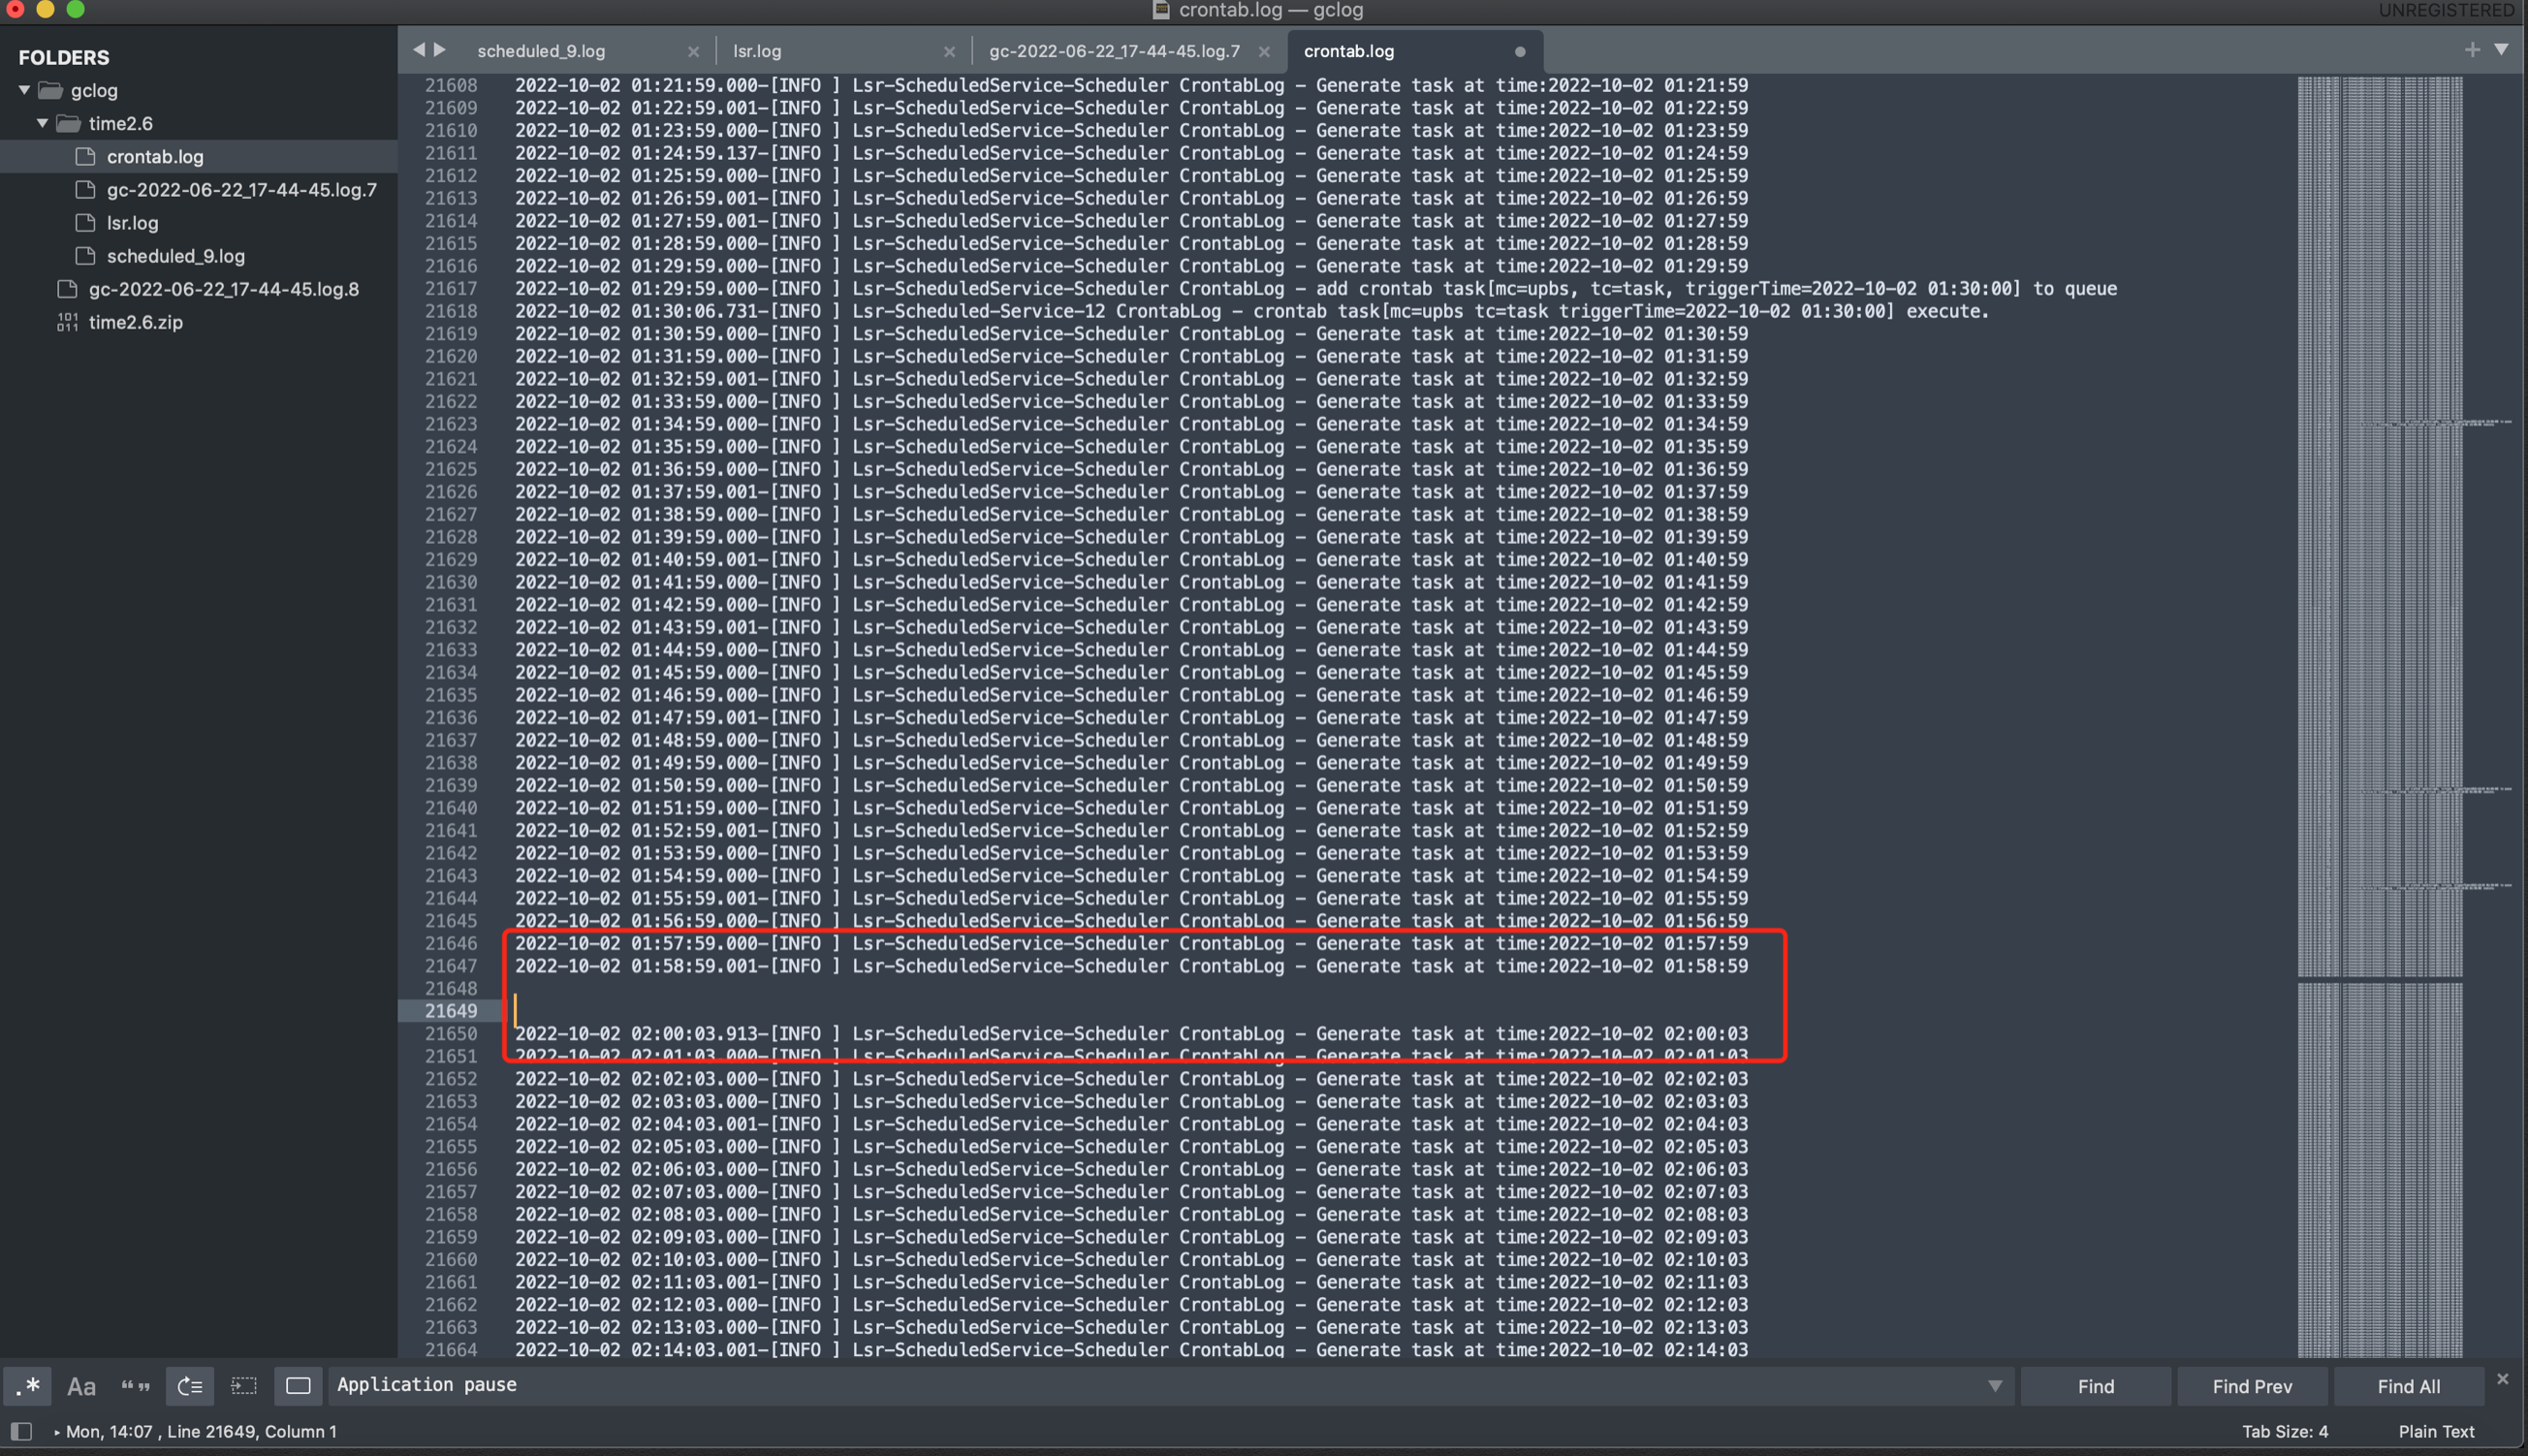 crontab.log — gclog
UNREGISTERED
FOLDERS
gclog
time2.6
crontab.log
gc-2022-06-22_17-44-45.log.7
lsr.log
scheduled_9.log
gc-2022-06-22_17-44-45.log.8
time2.6.zip
scheduled_9.log
lsr.log
gc-2022-06-22_17-44-45.log.7
crontab.log
21608 2022-10-02 01:21:59.000-[INFO ] Lsr-ScheduledService-Scheduler CrontabLog - Generate task at time:2022-10-02 01:21:59
21609 2022-10-02 01:22:59.001-[INFO ] Lsr-ScheduledService-Scheduler CrontabLog - Generate task at time:2022-10-02 01:22:59
21610 2022-10-02 01:23:59.000-[INFO ] Lsr-ScheduledService-Scheduler CrontabLog - Generate task at time:2022-10-02 01:23:59
21611 2022-10-02 01:24:59.137-[INFO ] Lsr-ScheduledService-Scheduler CrontabLog - Generate task at time:2022-10-02 01:24:59
21612 2022-10-02 01:25:59.000-[INFO ] Lsr-ScheduledService-Scheduler CrontabLog - Generate task at time:2022-10-02 01:25:59
21613 2022-10-02 01:26:59.001-[INFO ] Lsr-ScheduledService-Scheduler CrontabLog - Generate task at time:2022-10-02 01:26:59
21614 2022-10-02 01:27:59.001-[INFO ] Lsr-ScheduledService-Scheduler CrontabLog - Generate task at time:2022-10-02 01:27:59
21615 2022-10-02 01:28:59.000-[INFO ] Lsr-ScheduledService-Scheduler CrontabLog - Generate task at time:2022-10-02 01:28:59
21616 2022-10-02 01:29:59.000-[INFO ] Lsr-ScheduledService-Scheduler CrontabLog - Generate task at time:2022-10-02 01:29:59
21617 2022-10-02 01:29:59.000-[INFO ] Lsr-ScheduledService-Scheduler CrontabLog - add crontab task[mc=upbs, tc=task, triggerTime=2022-10-02 01:30:00] to queue
21618 2022-10-02 01:30:06.731-[INFO ] Lsr-Scheduled-Service-12 CrontabLog - crontab task[mc=upbs tc=task triggerTime=2022-10-02 01:30:00] execute.
21619 2022-10-02 01:30:59.000-[INFO ] Lsr-ScheduledService-Scheduler CrontabLog - Generate task at time:2022-10-02 01:30:59
21620 2022-10-02 01:31:59.000-[INFO ] Lsr-ScheduledService-Scheduler CrontabLog - Generate task at time:2022-10-02 01:31:59
21621 2022-10-02 01:32:59.001-[INFO ] Lsr-ScheduledService-Scheduler CrontabLog - Generate task at time:2022-10-02 01:32:59
21622 2022-10-02 01:33:59.000-[INFO ] Lsr-ScheduledService-Scheduler CrontabLog - Generate task at time:2022-10-02 01:33:59
21623 2022-10-02 01:34:59.000-[INFO ] Lsr-ScheduledService-Scheduler CrontabLog - Generate task at time:2022-10-02 01:34:59
21624 2022-10-02 01:35:59.000-[INFO ] Lsr-ScheduledService-Scheduler CrontabLog - Generate task at time:2022-10-02 01:35:59
21625 2022-10-02 01:36:59.000-[INFO ] Lsr-ScheduledService-Scheduler CrontabLog - Generate task at time:2022-10-02 01:36:59
21626 2022-10-02 01:37:59.001-[INFO ] Lsr-ScheduledService-Scheduler CrontabLog - Generate task at time:2022-10-02 01:37:59
21627 2022-10-02 01:38:59.000-[INFO ] Lsr-ScheduledService-Scheduler CrontabLog - Generate task at time:2022-10-02 01:38:59
21628 2022-10-02 01:39:59.000-[INFO ] Lsr-ScheduledService-Scheduler CrontabLog - Generate task at time:2022-10-02 01:39:59
21629 2022-10-02 01:40:59.001-[INFO ] Lsr-ScheduledService-Scheduler CrontabLog - Generate task at time:2022-10-02 01:40:59
21630 2022-10-02 01:41:59.000-[INFO ] Lsr-ScheduledService-Scheduler CrontabLog - Generate task at time:2022-10-02 01:41:59
21631 2022-10-02 01:42:59.000-[INFO ] Lsr-ScheduledService-Scheduler CrontabLog - Generate task at time:2022-10-02 01:42:59
21632 2022-10-02 01:43:59.001-[INFO ] Lsr-ScheduledService-Scheduler CrontabLog - Generate task at time:2022-10-02 01:43:59
21633 2022-10-02 01:44:59.000-[INFO ] Lsr-ScheduledService-Scheduler CrontabLog - Generate task at time:2022-10-02 01:44:59
21634 2022-10-02 01:45:59.000-[INFO ] Lsr-ScheduledService-Scheduler CrontabLog - Generate task at time:2022-10-02 01:45:59
21635 2022-10-02 01:46:59.000-[INFO ] Lsr-ScheduledService-Scheduler CrontabLog - Generate task at time:2022-10-02 01:46:59
21636 2022-10-02 01:47:59.001-[INFO ] Lsr-ScheduledService-Scheduler CrontabLog - Generate task at time:2022-10-02 01:47:59
21637 2022-10-02 01:48:59.000-[INFO ] Lsr-ScheduledService-Scheduler CrontabLog - Generate task at time:2022-10-02 01:48:59
21638 2022-10-02 01:49:59.000-[INFO ] Lsr-ScheduledService-Scheduler CrontabLog - Generate task at time:2022-10-02 01:49:59
21639 2022-10-02 01:50:59.000-[INFO ] Lsr-ScheduledService-Scheduler CrontabLog - Generate task at time:2022-10-02 01:50:59
21640 2022-10-02 01:51:59.000-[INFO ] Lsr-ScheduledService-Scheduler CrontabLog - Generate task at time:2022-10-02 01:51:59
21641 2022-10-02 01:52:59.001-[INFO ] Lsr-ScheduledService-Scheduler CrontabLog - Generate task at time:2022-10-02 01:52:59
21642 2022-10-02 01:53:59.000-[INFO ] Lsr-ScheduledService-Scheduler CrontabLog - Generate task at time:2022-10-02 01:53:59
21643 2022-10-02 01:54:59.000-[INFO ] Lsr-ScheduledService-Scheduler CrontabLog - Generate task at time:2022-10-02 01:54:59
21644 2022-10-02 01:55:59.001-[INFO ] Lsr-ScheduledService-Scheduler CrontabLog - Generate task at time:2022-10-02 01:55:59
21645 2022-10-02 01:56:59.000-[INFO ] Lsr-ScheduledService-Scheduler CrontabLog - Generate task at time:2022-10-02 01:56:59
21646 2022-10-02 01:57:59.000-[INFO ] Lsr-ScheduledService-Scheduler CrontabLog - Generate task at time:2022-10-02 01:57:59
21647 2022-10-02 01:58:59.001-[INFO ] Lsr-ScheduledService-Scheduler CrontabLog - Generate task at time:2022-10-02 01:58:59
21648
21649
21650 2022-10-02 02:00:03.913-[INFO ] Lsr-ScheduledService-Scheduler CrontabLog - Generate task at time:2022-10-02 02:00:03
21651 2022-10-02 02:01:03.000-[INFO ] Lsr-ScheduledService-Scheduler CrontabLog - Generate task at time:2022-10-02 02:01:03
21652 2022-10-02 02:02:03.000-[INFO ] Lsr-ScheduledService-Scheduler CrontabLog - Generate task at time:2022-10-02 02:02:03
21653 2022-10-02 02:03:03.000-[INFO ] Lsr-ScheduledService-Scheduler CrontabLog - Generate task at time:2022-10-02 02:03:03
21654 2022-10-02 02:04:03.001-[INFO ] Lsr-ScheduledService-Scheduler CrontabLog - Generate task at time:2022-10-02 02:04:03
21655 2022-10-02 02:05:03.000-[INFO ] Lsr-ScheduledService-Scheduler CrontabLog - Generate task at time:2022-10-02 02:05:03
21656 2022-10-02 02:06:03.000-[INFO ] Lsr-ScheduledService-Scheduler CrontabLog - Generate task at time:2022-10-02 02:06:03
21657 2022-10-02 02:07:03.000-[INFO ] Lsr-ScheduledService-Scheduler CrontabLog - Generate task at time:2022-10-02 02:07:03
21658 2022-10-02 02:08:03.000-[INFO ] Lsr-ScheduledService-Scheduler CrontabLog - Generate task at time:2022-10-02 02:08:03
21659 2022-10-02 02:09:03.000-[INFO ] Lsr-ScheduledService-Scheduler CrontabLog - Generate task at time:2022-10-02 02:09:03
21660 2022-10-02 02:10:03.000-[INFO ] Lsr-ScheduledService-Scheduler CrontabLog - Generate task at time:2022-10-02 02:10:03
21661 2022-10-02 02:11:03.001-[INFO ] Lsr-ScheduledService-Scheduler CrontabLog - Generate task at time:2022-10-02 02:11:03
21662 2022-10-02 02:12:03.000-[INFO ] Lsr-ScheduledService-Scheduler CrontabLog - Generate task at time:2022-10-02 02:12:03
21663 2022-10-02 02:13:03.000-[INFO ] Lsr-ScheduledService-Scheduler CrontabLog - Generate task at time:2022-10-02 02:13:03
21664 2022-10-02 02:14:03.001-[INFO ] Lsr-ScheduledService-Scheduler CrontabLog - Generate task at time:2022-10-02 02:14:03
.* Aa “ ” Application pause Find Find Prev Find All
Mon, 14:07 , Line 21649, Column 1
Tab Size: 4
Plain Text